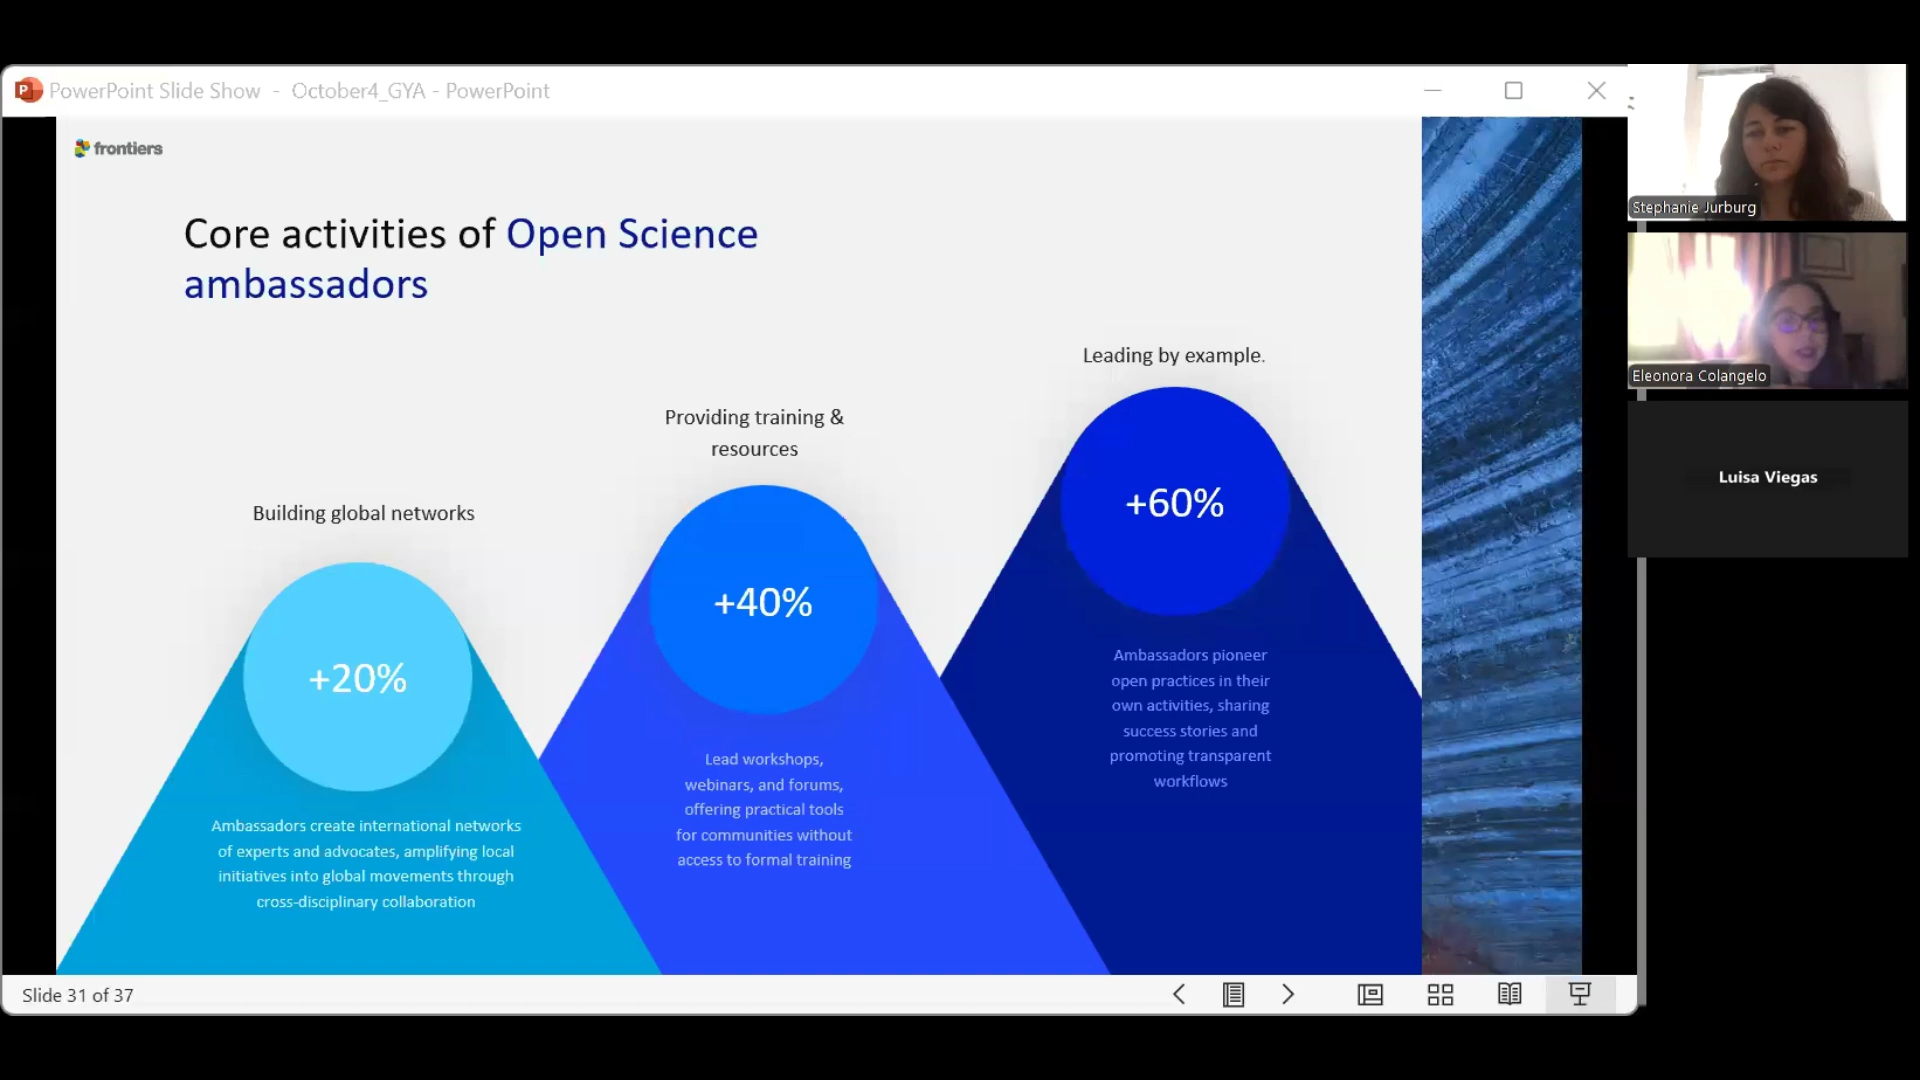 PowerPoint Slide Show - October4_GYA - PowerPoint
frontiers
Core activities of Open Science
ambassadors
Building global networks
+20%
Ambassadors create international networks
of experts and advocates, amplifying local
initiatives into global movements through
cross-disciplinary collaboration
Providing training &
resources
+40%
Lead workshops,
webinars, and forums,
offering practical tools
for communities without
access to formal training
Leading by example.
+60%
Ambassadors pioneer
open practices in their
own activities, sharing
success stories and
promoting transparent
workflows
Stephanie Jurburg
Eleonora Colangelo
Luisa Viegas
Slide 31 of 37